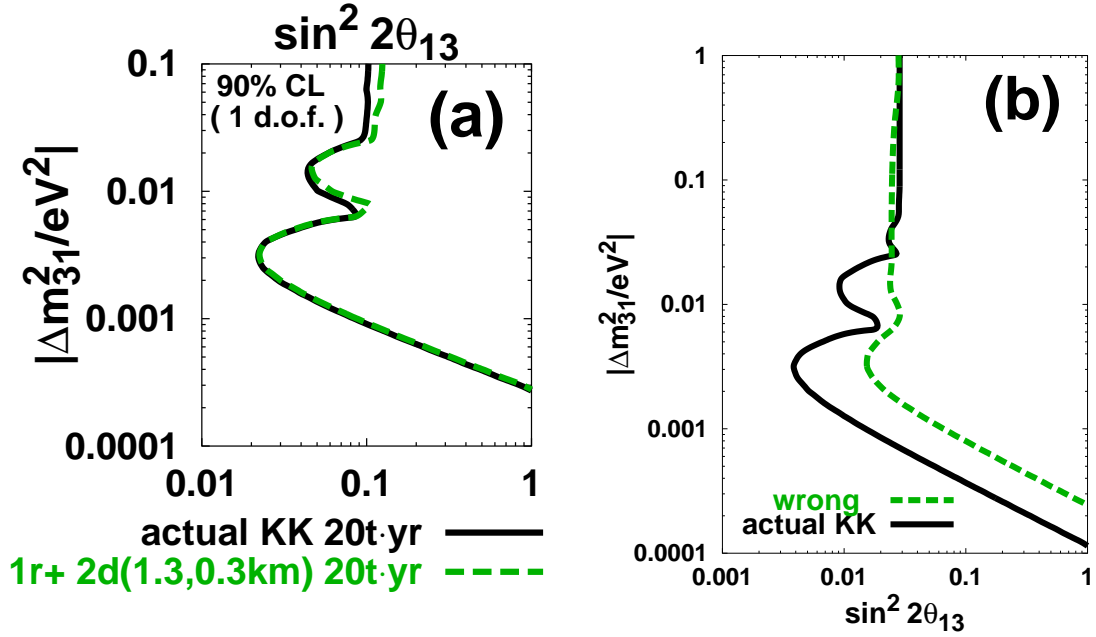 sin² 2θ₁₃
90% CL
( 1 d.o.f. )
(a)
|Δm²₃₁/eV²|
0.1
0.01
0.001
0.0001
0.01 0.1 1
actual KK 20t·yr
1r+ 2d(1.3,0.3km) 20t·yr
(b)
|Δm²₃₁/eV²|
1
0.1
0.01
0.001
0.0001
wrong
actual KK
0.001 0.01 0.1 1
sin² 2θ₁₃